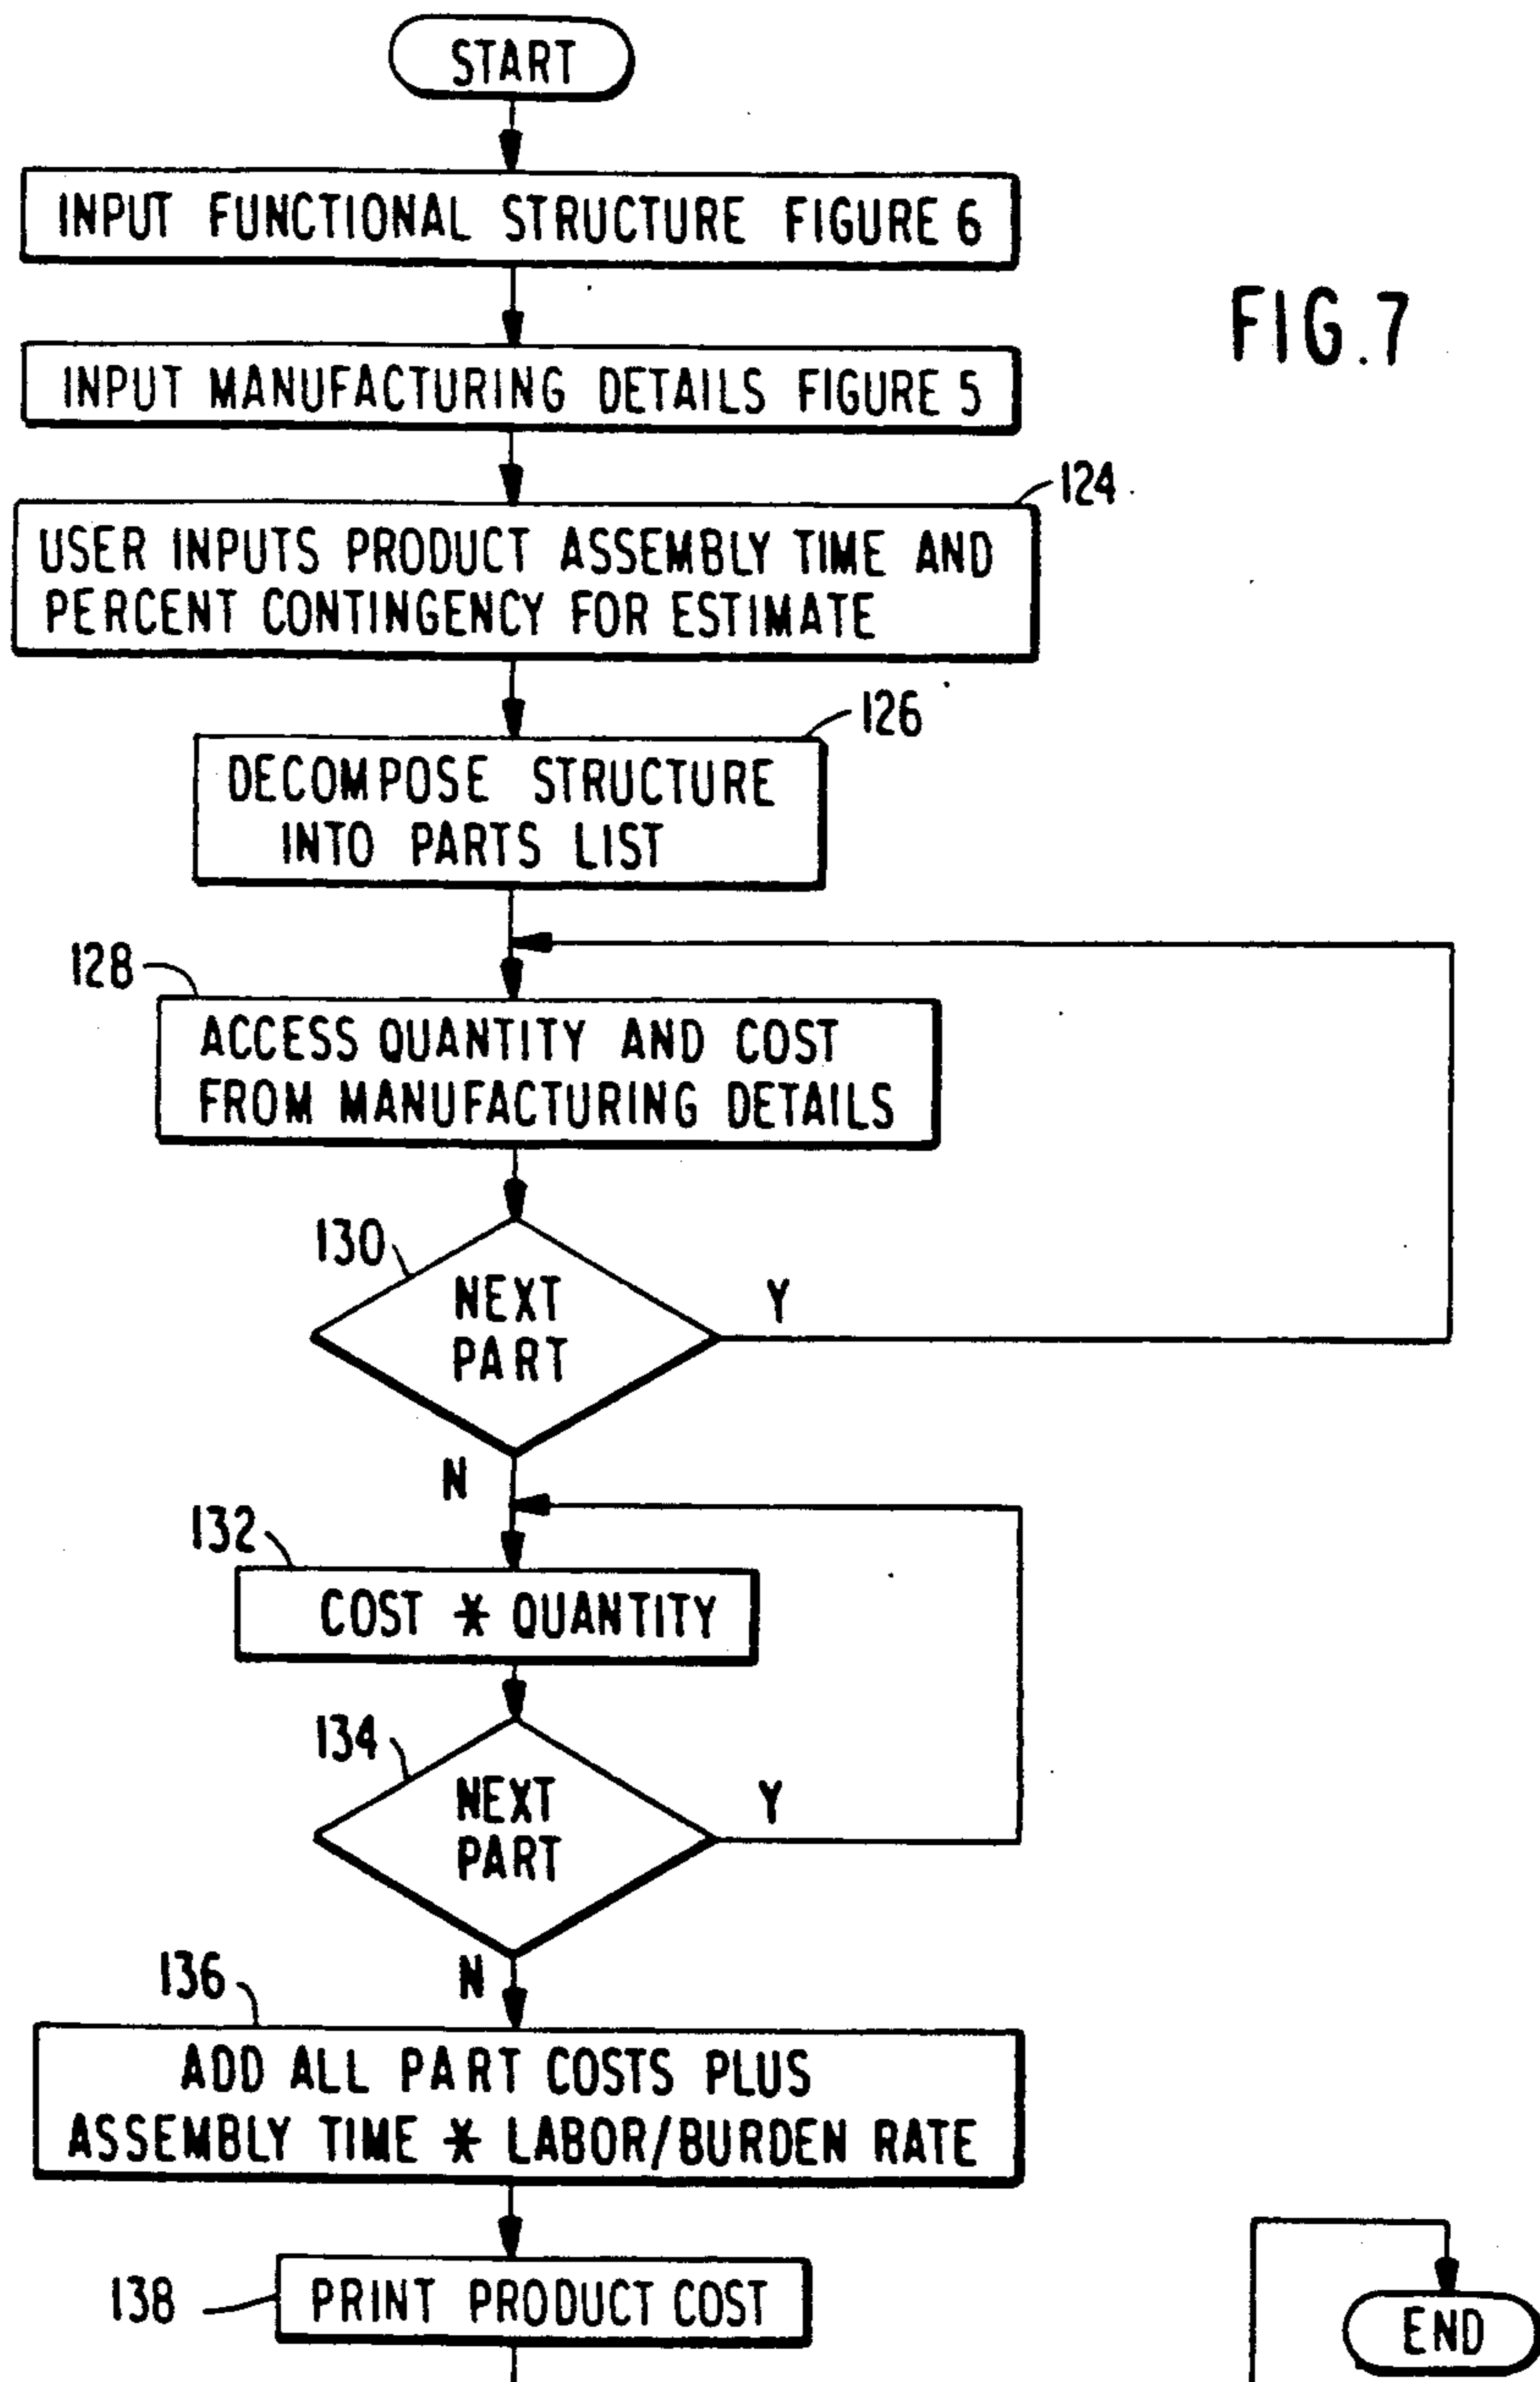 START
INPUT FUNCTIONAL STRUCTURE FIGURE 6
FIG.7
INPUT MANUFACTURING DETAILS FIGURE 5
124
USER INPUTS PRODUCT ASSEMBLY TIME AND
PERCENT CONTINGENCY FOR ESTIMATE
126
DECOMPOSE STRUCTURE
INTO PARTS LIST
128
ACCESS QUANTITY AND COST
FROM MANUFACTURING DETAILS
130
NEXT
PART
Y
N
132
COST * QUANTITY
134
NEXT
PART
Y
N
136
ADD ALL PART COSTS PLUS
ASSEMBLY TIME * LABOR/BURDEN RATE
138
PRINT PRODUCT COST
END